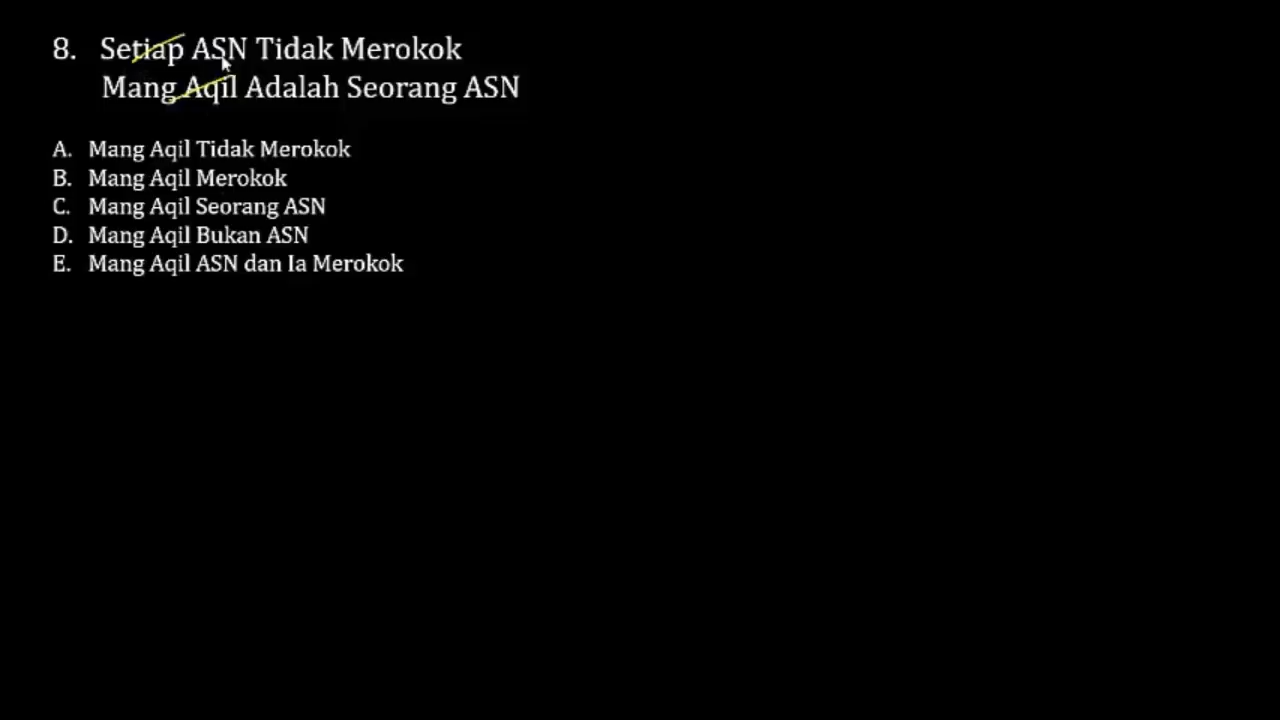 8. Setiap ASN Tidak Merokok
Mang Aqil Adalah Seorang ASN
A. Mang Aqil Tidak Merokok
B. Mang Aqil Merokok
C. Mang Aqil Seorang ASN
D. Mang Aqil Bukan ASN
E. Mang Aqil ASN dan Ia Merokok